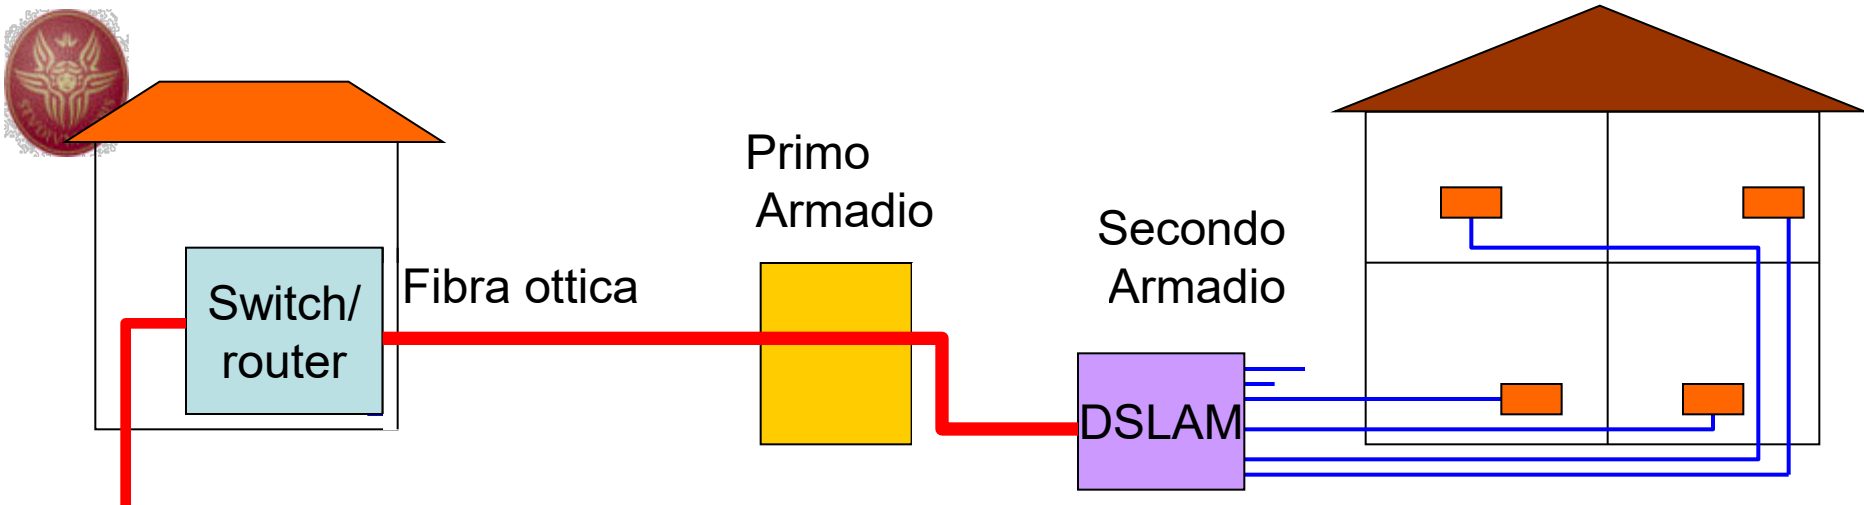 Primo
Armadio
Secondo
Armadio
Fibra ottica
Switch/
router
DSLAM